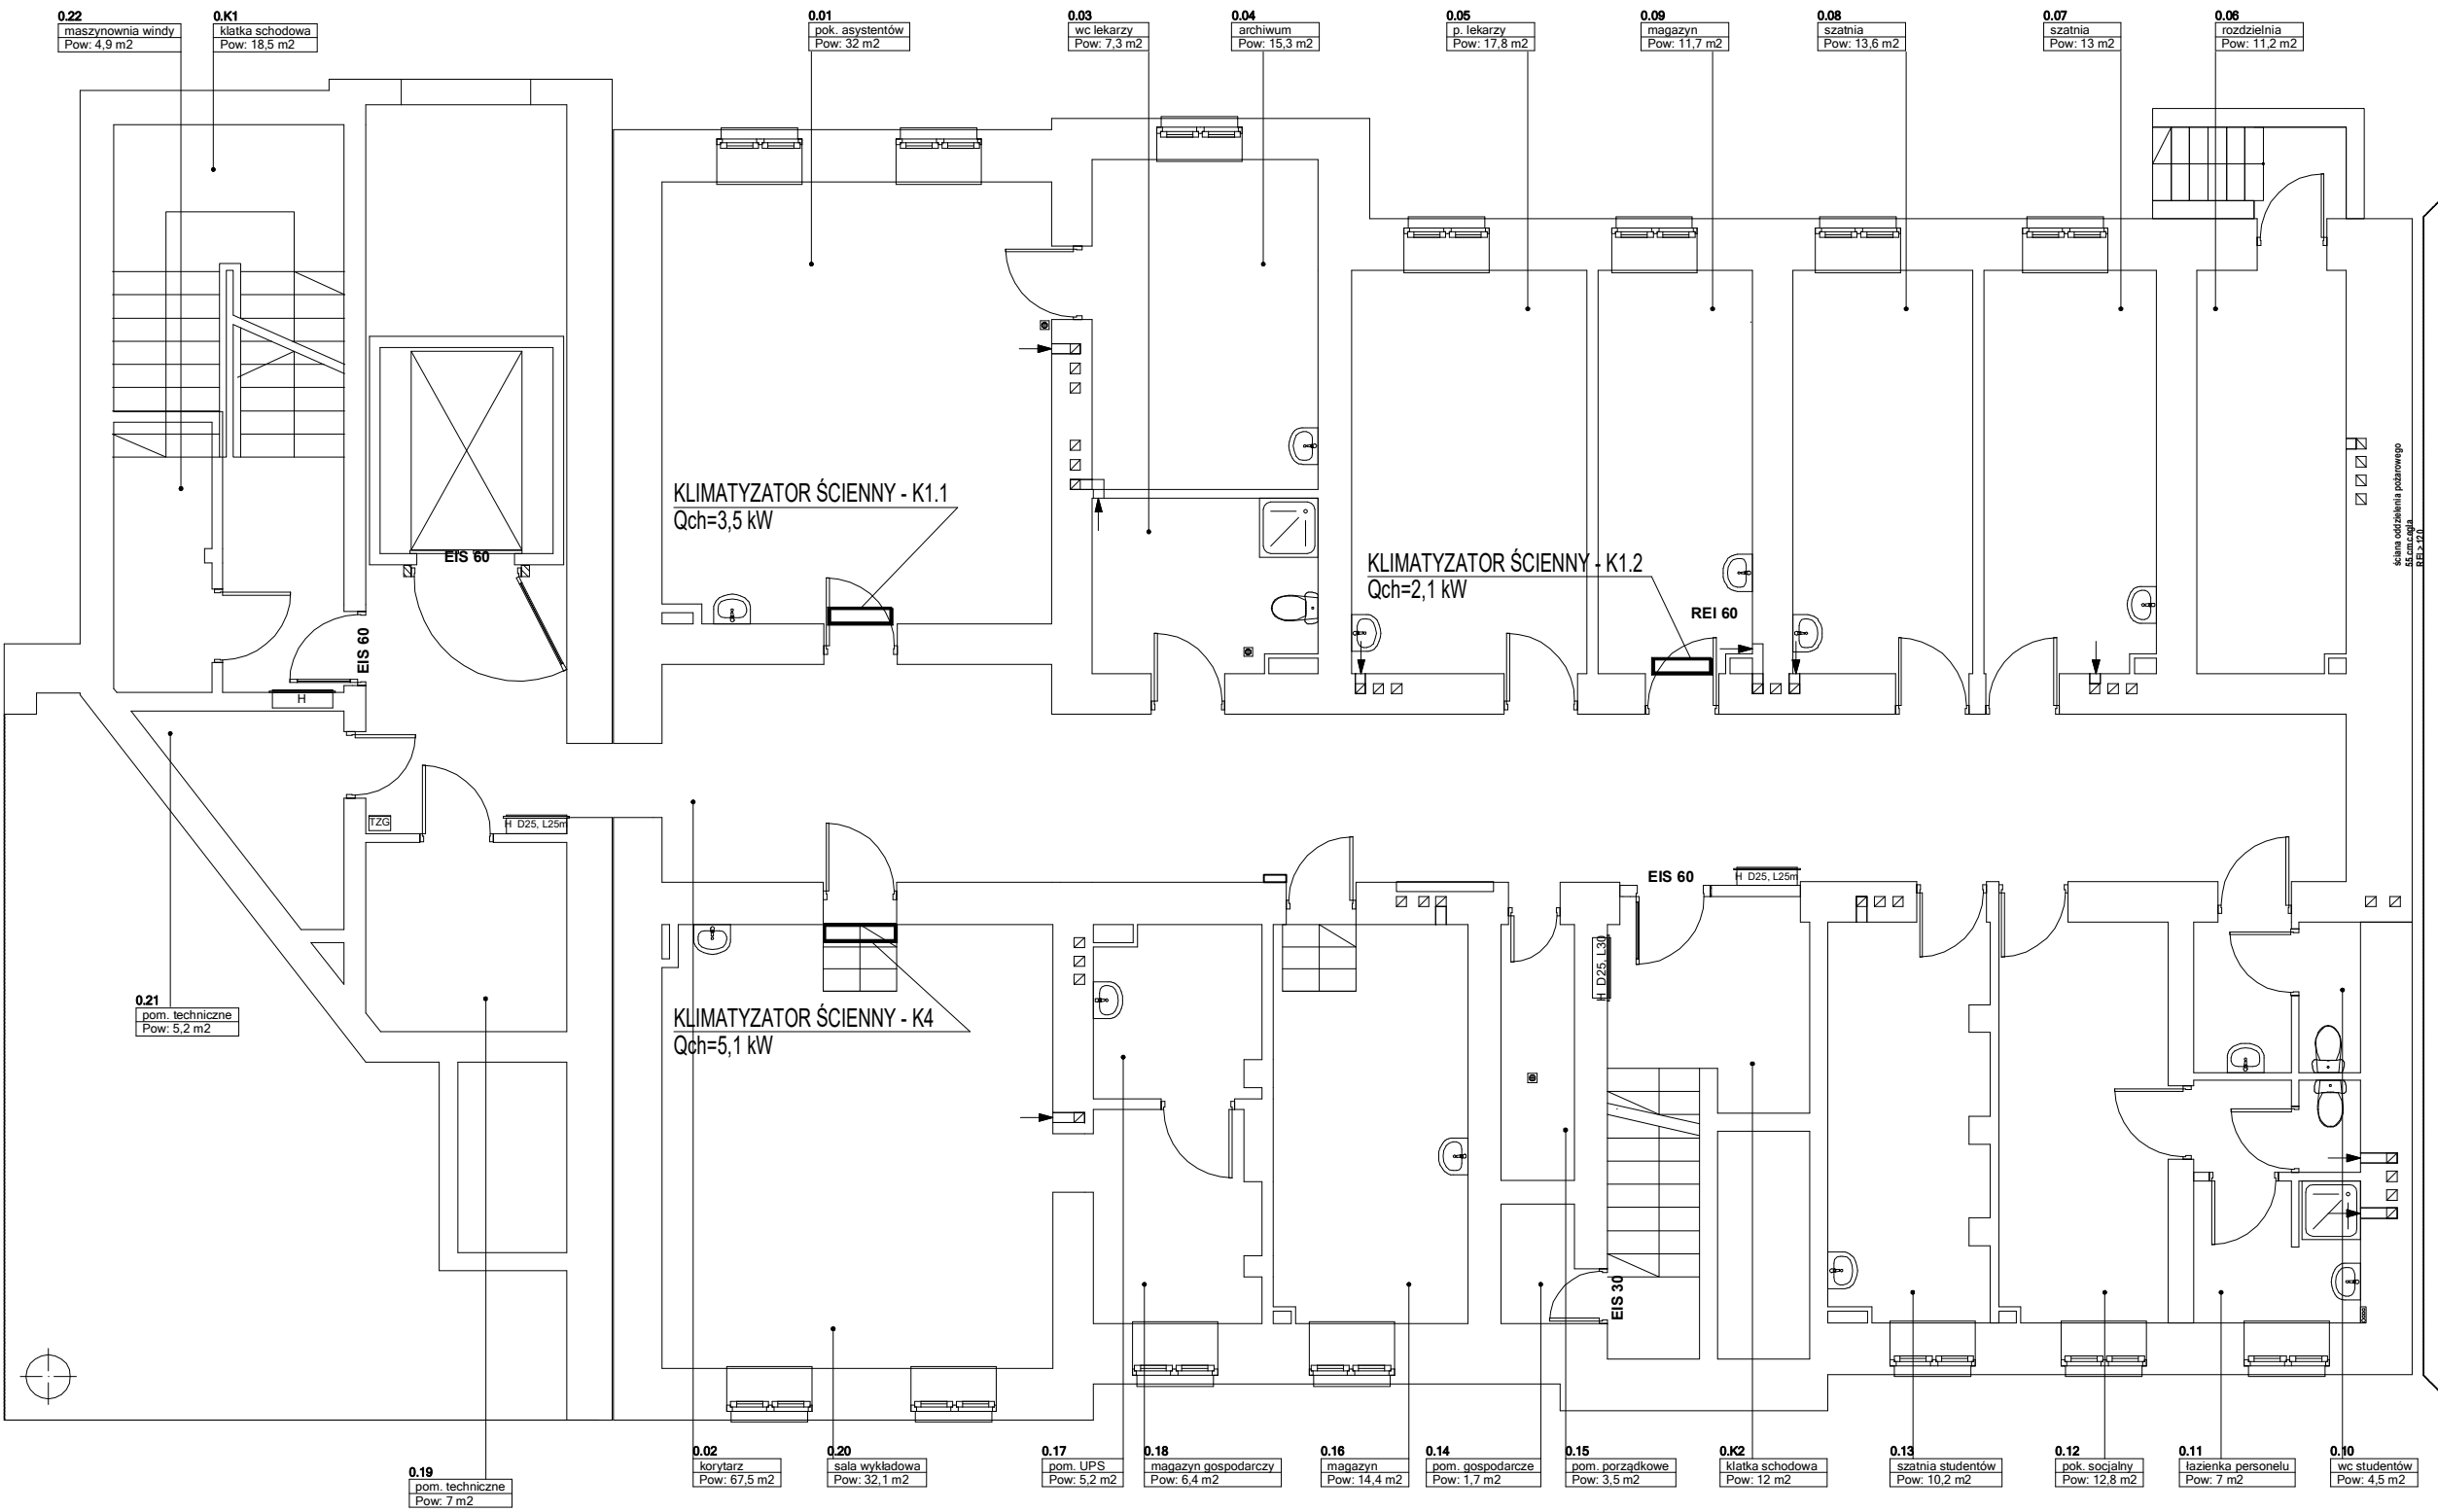 0.22
maszynownia windy
Pow: 4,9 m2
0.K1
klatka schodowa
Pow: 18,5 m2
0.01
pok. asystentów
Pow: 32 m2
0.03
wc lekarzy
Pow: 7,3 m2
0.04
archiwum
Pow: 15,3 m2
0.05
p. lekarzy
Pow: 17,8 m2
0.09
magazyn
Pow: 11,7 m2
0.08
szatnia
Pow: 13,6 m2
0.07
szatnia
Pow: 13 m2
0.06
rozdzielnia
Pow: 11,2 m2
KLIMATYZATOR ŚCIENNY - K1.1
Qch=3,5 kW
KLIMATYZATOR ŚCIENNY - K1.2
Qch=2,1 kW
EIS 60
EIS 60
REI 60
ściana oddzielenia pożarowego
55 cm cegła
REI > 120
H
TZG
H D25, L25m
EIS 60
H D25, L25m
H D25, L30
KLIMATYZATOR ŚCIENNY - K4
Qch=5,1 kW
0.21
pom. techniczne
Pow: 5,2 m2
EIS 30
0.19
pom. techniczne
Pow: 7 m2
0.02
korytarz
Pow: 67,5 m2
0.20
sala wykładowa
Pow: 32,1 m2
0.17
pom. UPS
Pow: 5,2 m2
0.18
magazyn gospodarczy
Pow: 6,4 m2
0.16
magazyn
Pow: 14,4 m2
0.14
pom. gospodarcze
Pow: 1,7 m2
0.15
pom. porządkowe
Pow: 3,5 m2
0.K2
klatka schodowa
Pow: 12 m2
0.13
szatnia studentów
Pow: 10,2 m2
0.12
pok. socjalny
Pow: 12,8 m2
0.11
łazienka personelu
Pow: 7 m2
0.10
wc studentów
Pow: 4,5 m2